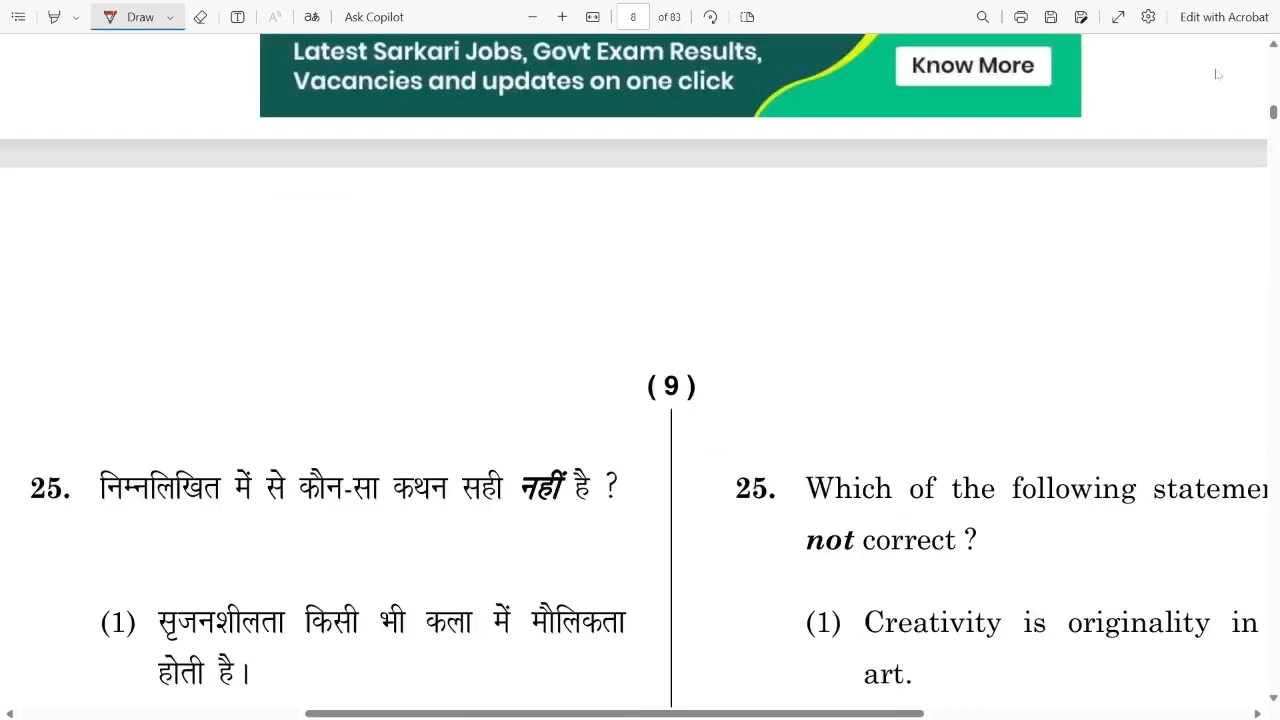 Draw
Ask Copilot
8 of 83
Edit with Acrobat
Latest Sarkari Jobs, Govt Exam Results,
Vacancies and updates on one click
Know More
( 9 )
25. निम्नलिखित में से कौन-सा कथन सही नहीं है ?
(1) सृजनशीलता किसी भी कला में मौलिकता
होती है।
25. Which of the following stateme
not correct ?
(1) Creativity is originality in
art.